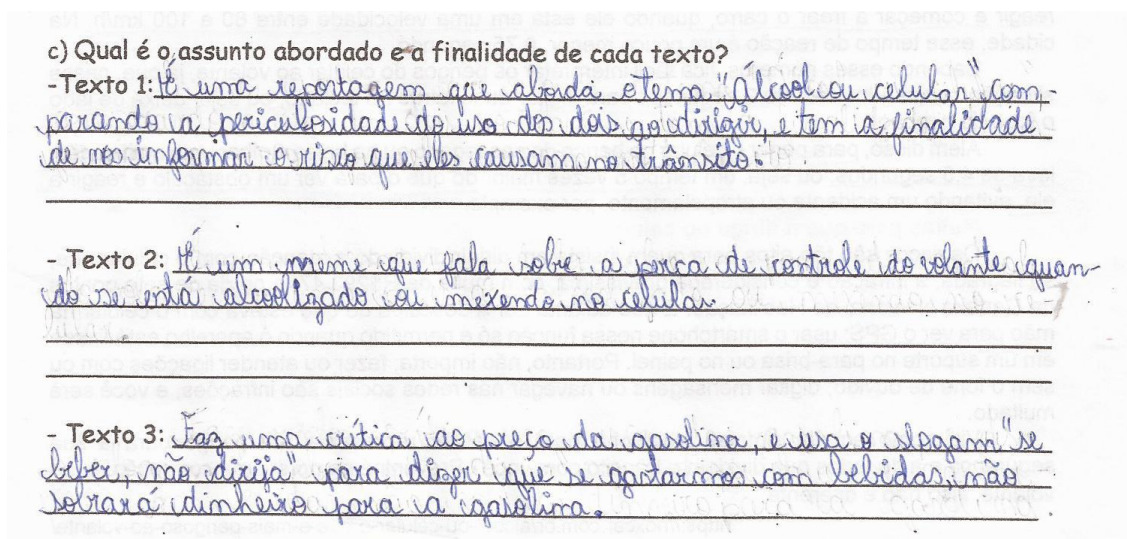 c) Qual é o assunto abordado e a finalidade de cada texto?
- Texto 1: É uma reportagem que aborda o tema "Álcool ou celular", com-
parando a periculosidade do uso dos dois ao dirigir, e tem a finalidade
de nos informar o risco que eles causam no trânsito.
- Texto 2: É um meme que fala sobre a perca de controle do volante quan-
do se está alcoolizado ou mexendo no celular.
- Texto 3: Faz uma crítica ao preço da gasolina, e usa o slogam "se
beber, não dirija" para dizer que se gastarmos com bebidas, não
sobrará dinheiro para a gasolina.